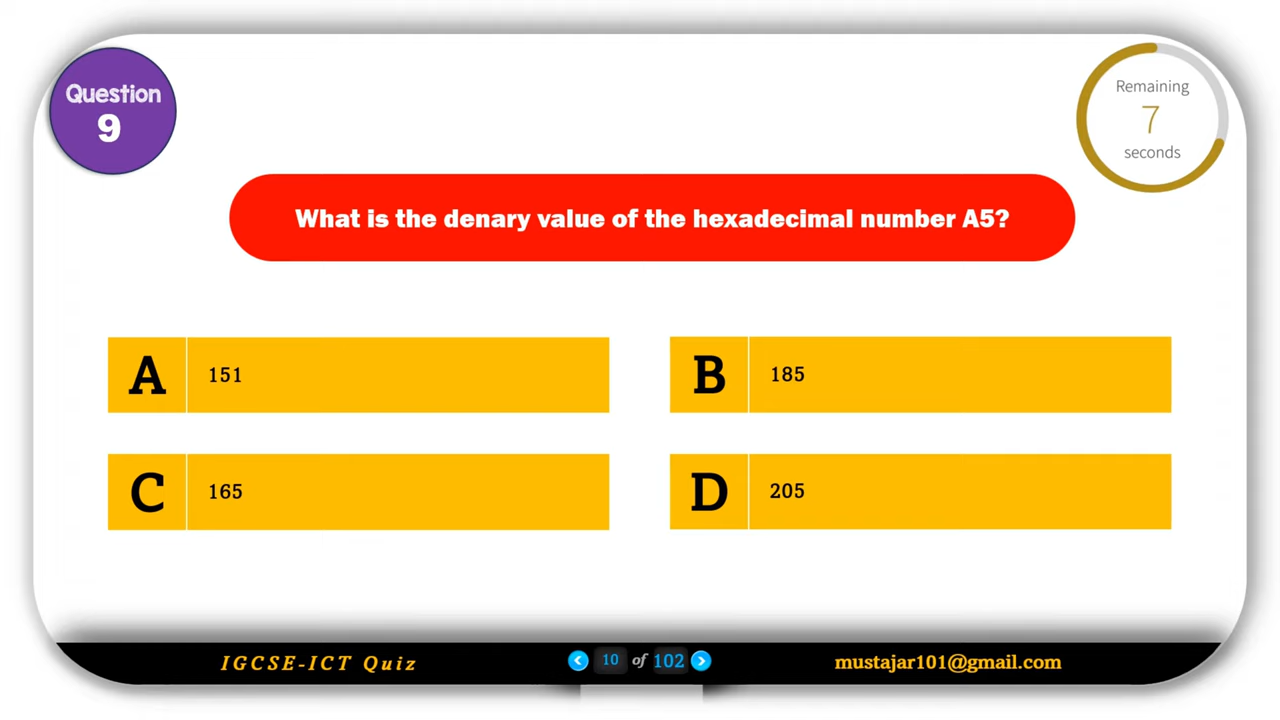 Question
9
Remaining
7
seconds
What is the denary value of the hexadecimal number A5?
A
151
B
185
C
165
D
205
IGCSE-ICT Quiz
10 of 102
mustajar101@gmail.com